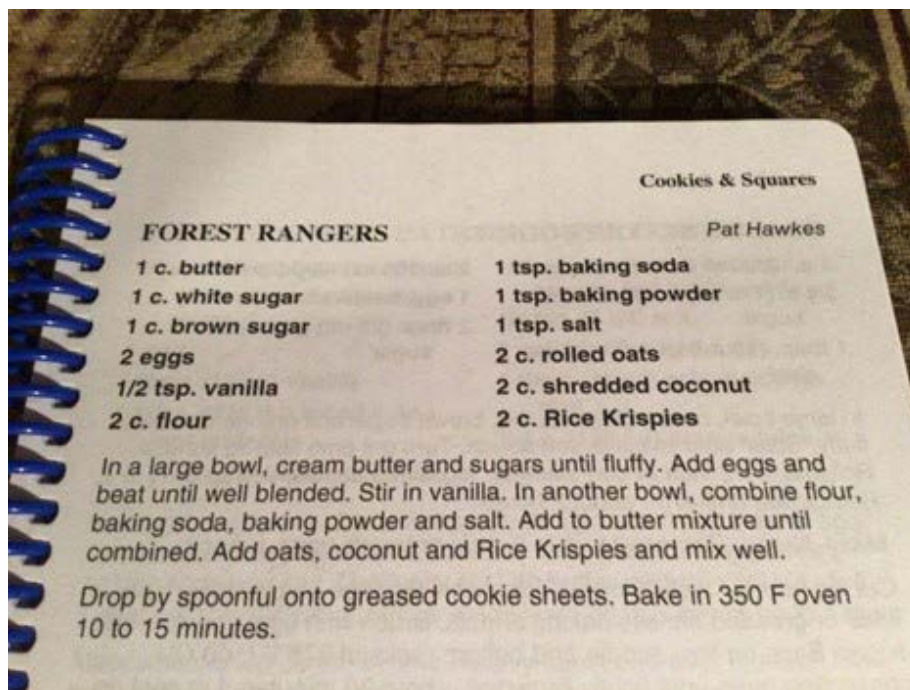 Cookies & Squares
FOREST RANGERS Pat Hawkes
1 c. butter 1 tsp. baking soda
1 c. white sugar 1 tsp. baking powder
1 c. brown sugar 1 tsp. salt
2 eggs 2 c. rolled oats
1/2 tsp. vanilla 2 c. shredded coconut
2 c. flour 2 c. Rice Krispies
In a large bowl, cream butter and sugars until fluffy. Add eggs and
beat until well blended. Stir in vanilla. In another bowl, combine flour,
baking soda, baking powder and salt. Add to butter mixture until
combined. Add oats, coconut and Rice Krispies and mix well.
Drop by spoonful onto greased cookie sheets. Bake in 350 F oven
10 to 15 minutes.